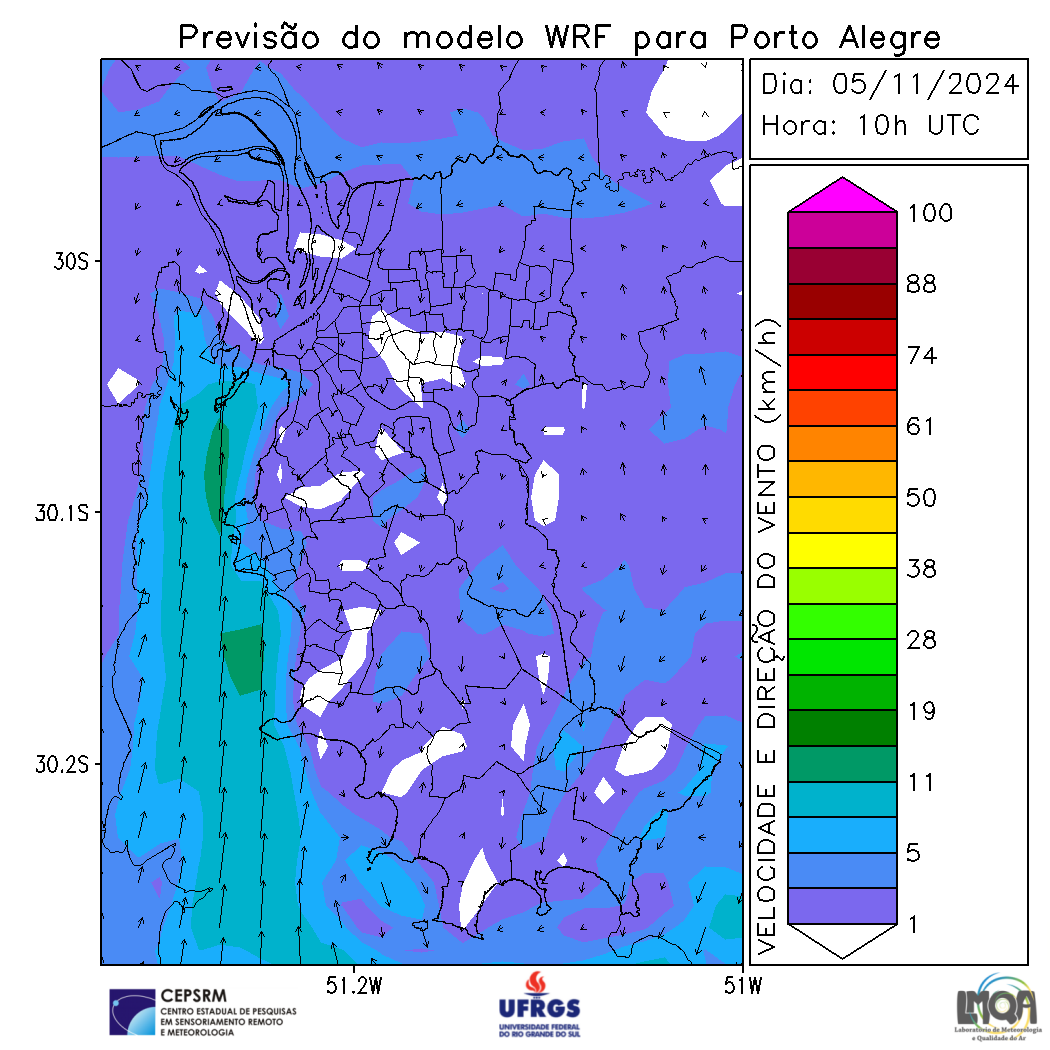 Previsão do modelo WRF para Porto Alegre
Dia: 05/11/2024
Hora: 10h UTC
30S
30.1S
30.2S
51.2W
51W
VELOCIDADE E DIREÇÃO DO VENTO (km/h)
100
88
74
61
50
38
28
19
11
5
1
CEPSRM
CENTRO ESTADUAL DE PESQUISAS
EM SENSORIAMENTO REMOTO
E METEOROLOGIA
UFRGS
UNIVERSIDADE FEDERAL
DO RIO GRANDE DO SUL
LMQA
Laboratório de Meteorologia
e Qualidade do Ar